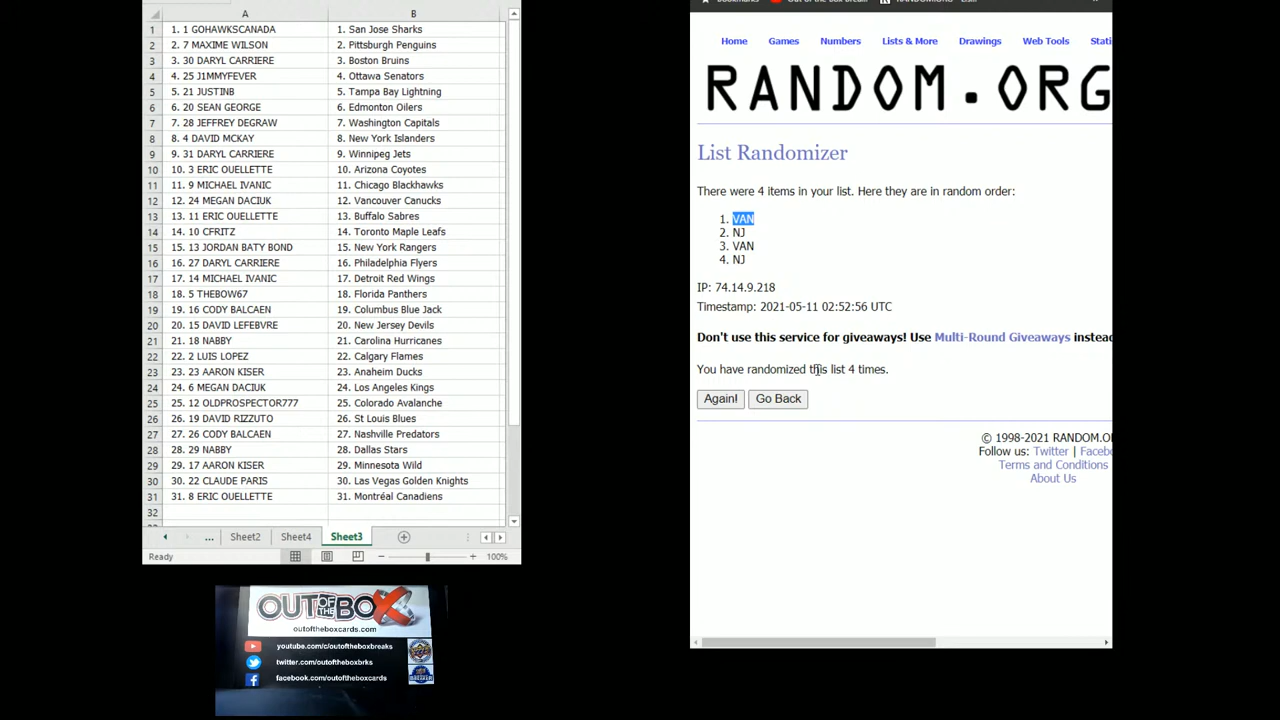 A B
1 1. 1 GOHAWKSCANADA 1. San Jose Sharks
2 2. 7 MAXIME WILSON 2. Pittsburgh Penguins
3 3. 30 DARYL CARRIERE 3. Boston Bruins
4 4. 25 J1MMYFEVER 4. Ottawa Senators
5 5. 21 JUSTINB 5. Tampa Bay Lightning
6 6. 20 SEAN GEORGE 6. Edmonton Oilers
7 7. 28 JEFFREY DEGRAW 7. Washington Capitals
8 8. 4 DAVID MCKAY 8. New York Islanders
9 9. 31 DARYL CARRIERE 9. Winnipeg Jets
10 10. 3 ERIC OUELLETTE 10. Arizona Coyotes
11 11. 9 MICHAEL IVANIC 11. Chicago Blackhawks
12 12. 24 MEGAN DACIUK 12. Vancouver Canucks
13 13. 11 ERIC OUELLETTE 13. Buffalo Sabres
14 14. 10 CFRITZ 14. Toronto Maple Leafs
15 15. 13 JORDAN BATY BOND 15. New York Rangers
16 16. 27 DARYL CARRIERE 16. Philadelphia Flyers
17 17. 14 MICHAEL IVANIC 17. Detroit Red Wings
18 18. 5 THEBOW67 18. Florida Panthers
19 19. 16 CODY BALCAEN 19. Columbus Blue Jack
20 20. 15 DAVID LEFEBVRE 20. New Jersey Devils
21 21. 18 NABBY 21. Carolina Hurricanes
22 22. 2 LUIS LOPEZ 22. Calgary Flames
23 23. 23 AARON KISER 23. Anaheim Ducks
24 24. 6 MEGAN DACIUK 24. Los Angeles Kings
25 25. 12 OLDPROSPECTOR777 25. Colorado Avalanche
26 26. 19 DAVID RIZZUTO 26. St Louis Blues
27 27. 26 CODY BALCAEN 27. Nashville Predators
28 28. 29 NABBY 28. Dallas Stars
29 29. 17 AARON KISER 29. Minnesota Wild
30 30. 22 CLAUDE PARIS 30. Las Vegas Golden Knights
31 31. 8 ERIC OUELLETTE 31. Montréal Canadiens
32
... Sheet2 Sheet4 Sheet3
Ready 100%
OUT OF THE BOX
outoftheboxcards.com
youtube.com/c/outoftheboxbreaks
twitter.com/outoftheboxbrks
facebook.com/outoftheboxcards
Home Games Numbers Lists & More Drawings Web Tools Stati
RANDOM.ORG
List Randomizer
There were 4 items in your list. Here they are in random order:
1. VAN
2. NJ
3. VAN
4. NJ
IP: 74.14.9.218
Timestamp: 2021-05-11 02:52:56 UTC
Don't use this service for giveaways! Use Multi-Round Giveaways instead
You have randomized this list 4 times.
Again! Go Back
© 1998-2021 RANDOM.O
Follow us: Twitter | Facebo
Terms and Conditions
About Us